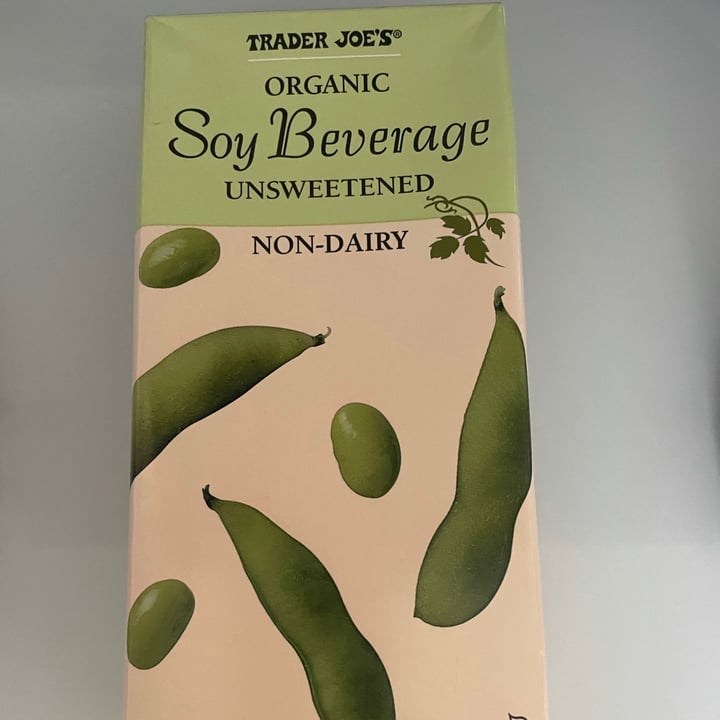 TRADER JOE'S®
ORGANIC
Soy Beverage
UNSWEETENED
NON-DAIRY